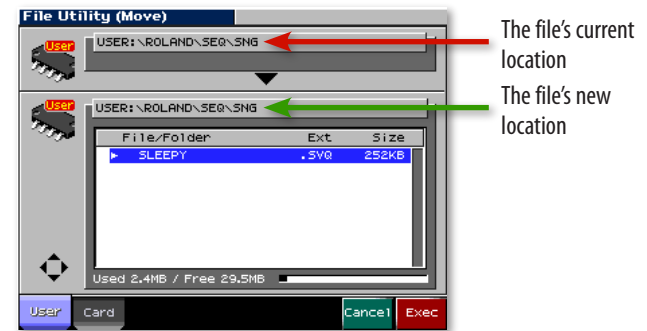 File Utility (Move)
User
USER:\ROLAND\SEQ\SNG
The file's current
location
User
USER:\ROLAND\SEQ\SNG
The file's new
location
File/Folder Ext Size
SLEEPY .SVQ 252KB
Used 2.4MB / Free 29.5MB
User Card Cancel Exec